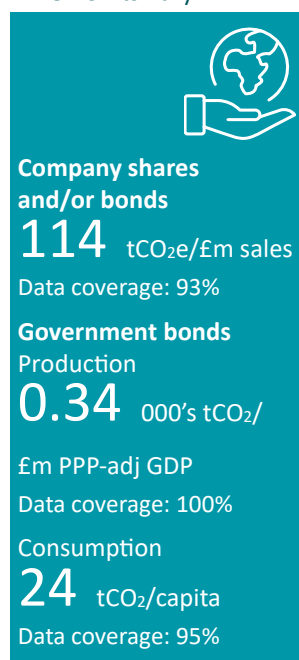 Company shares
and/or bonds
114 tCO₂e/£m sales
Data coverage: 93%
Government bonds
Production
0.34 000's tCO₂/
£m PPP-adj GDP
Data coverage: 100%
Consumption
24 tCO₂/capita
Data coverage: 95%